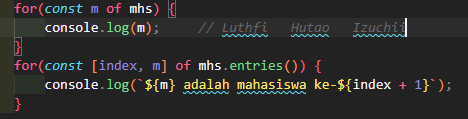 for(const m of mhs) {
    console.log(m);     // Luthfi   Hutao   Izuchii
}
for(const [index, m] of mhs.entries()) {
    console.log(`${m} adalah mahasiswa ke-${index + 1}`);
}